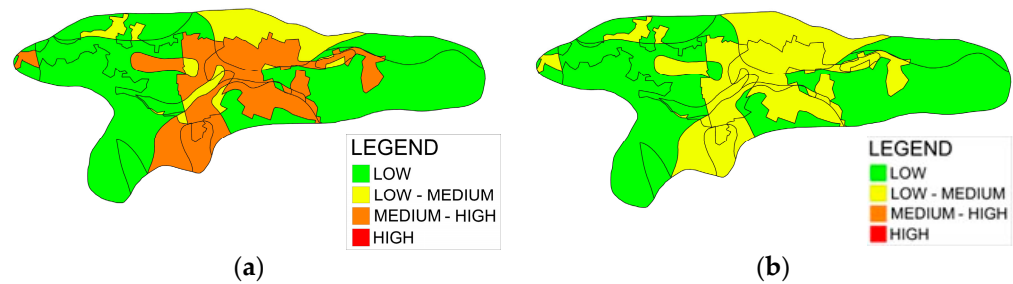 LEGEND
LOW
LOW - MEDIUM
MEDIUM - HIGH
HIGH
(a)
LEGEND
LOW
LOW - MEDIUM
MEDIUM - HIGH
HIGH
(b)